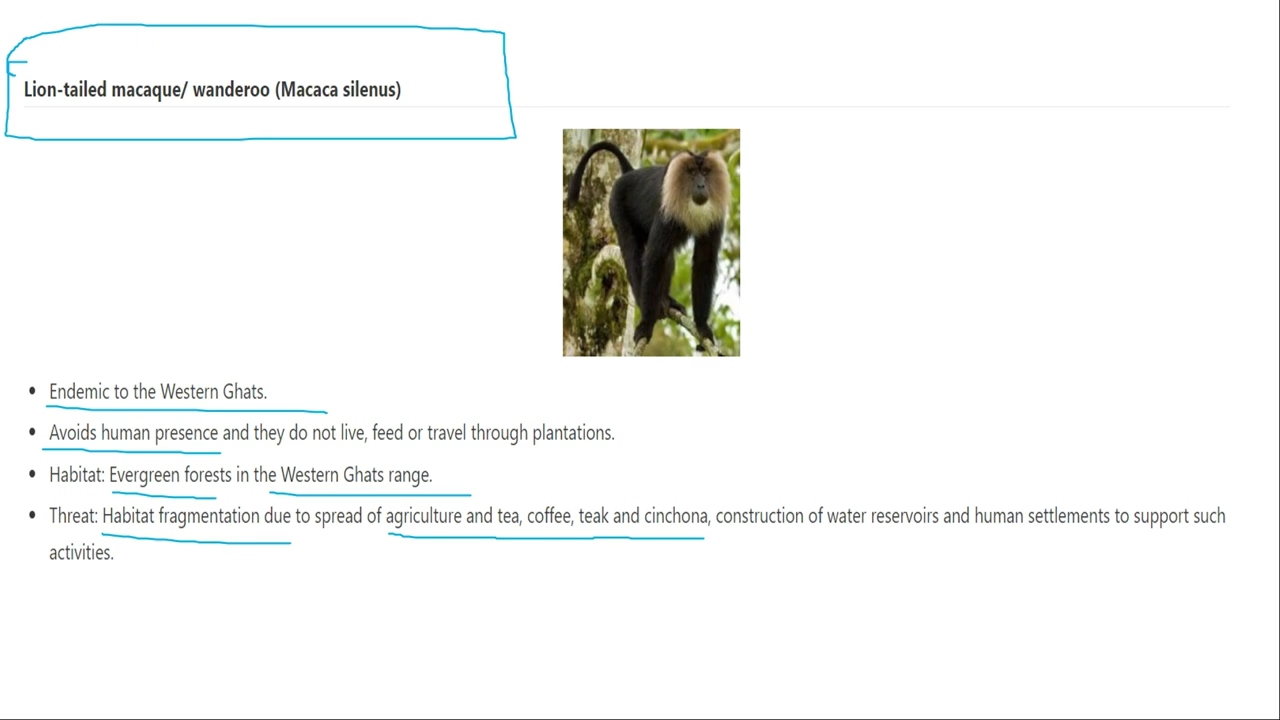 Lion-tailed macaque/ wanderoo (Macaca silenus)
• Endemic to the Western Ghats.
• Avoids human presence and they do not live, feed or travel through plantations.
• Habitat: Evergreen forests in the Western Ghats range.
• Threat: Habitat fragmentation due to spread of agriculture and tea, coffee, teak and cinchona, construction of water reservoirs and human settlements to support such
activities.